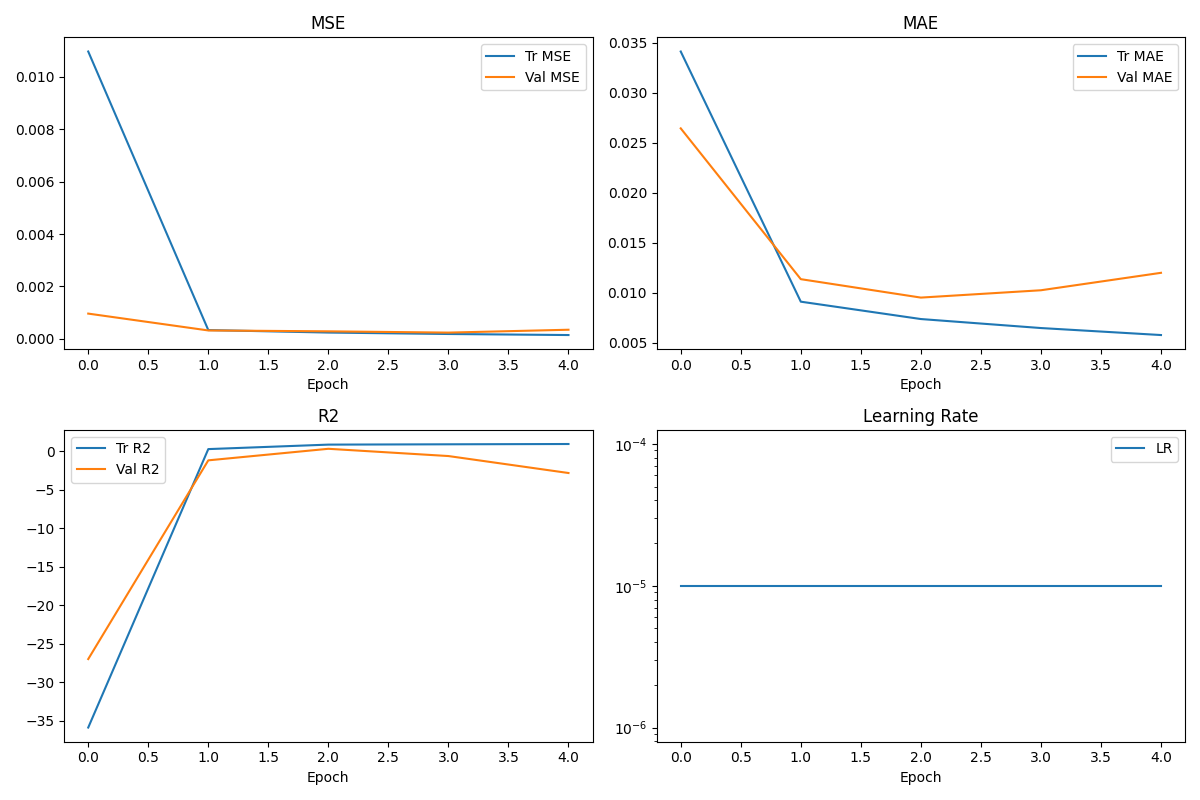 MSE
0.010
0.008
0.006
0.004
0.002
0.000
Tr MSE
Val MSE
0.0 0.5 1.0 1.5 2.0 2.5 3.0 3.5 4.0
Epoch
MAE
0.035
0.030
0.025
0.020
0.015
0.010
0.005
Tr MAE
Val MAE
0.0 0.5 1.0 1.5 2.0 2.5 3.0 3.5 4.0
Epoch
R2
0
−5
−10
−15
−20
−25
−30
−35
Tr R2
Val R2
0.0 0.5 1.0 1.5 2.0 2.5 3.0 3.5 4.0
Epoch
Learning Rate
10⁻⁴
10⁻⁵
10⁻⁶
LR
0.0 0.5 1.0 1.5 2.0 2.5 3.0 3.5 4.0
Epoch